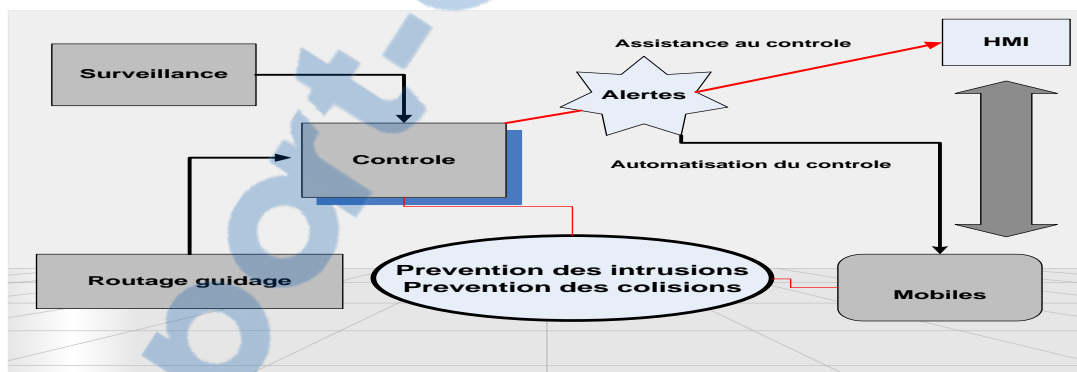 Assistance au controle
HMI
Surveillance
Alertes
Controle
Automatisation du controle
Routage guidage
Prevention des intrusions
Prevention des colisions
Mobiles
port-